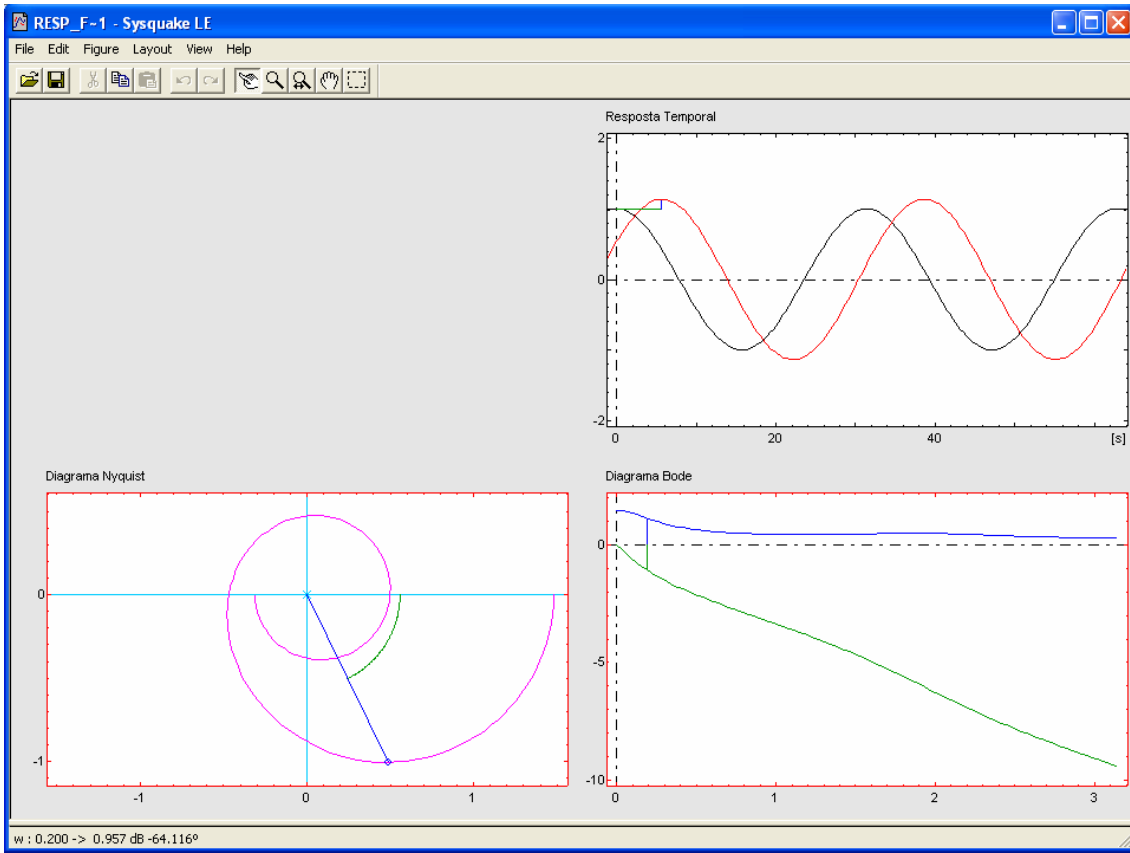 RESP_F~1 - Sysquake LE
File Edit Figure Layout View Help
Resposta Temporal
2
0
-2
0 20 40 [s]
Diagrama Nyquist
0
-1
-1 0 1
Diagrama Bode
0
-5
-10
0 1 2 3
w : 0.200 -> 0.957 dB -64.116º